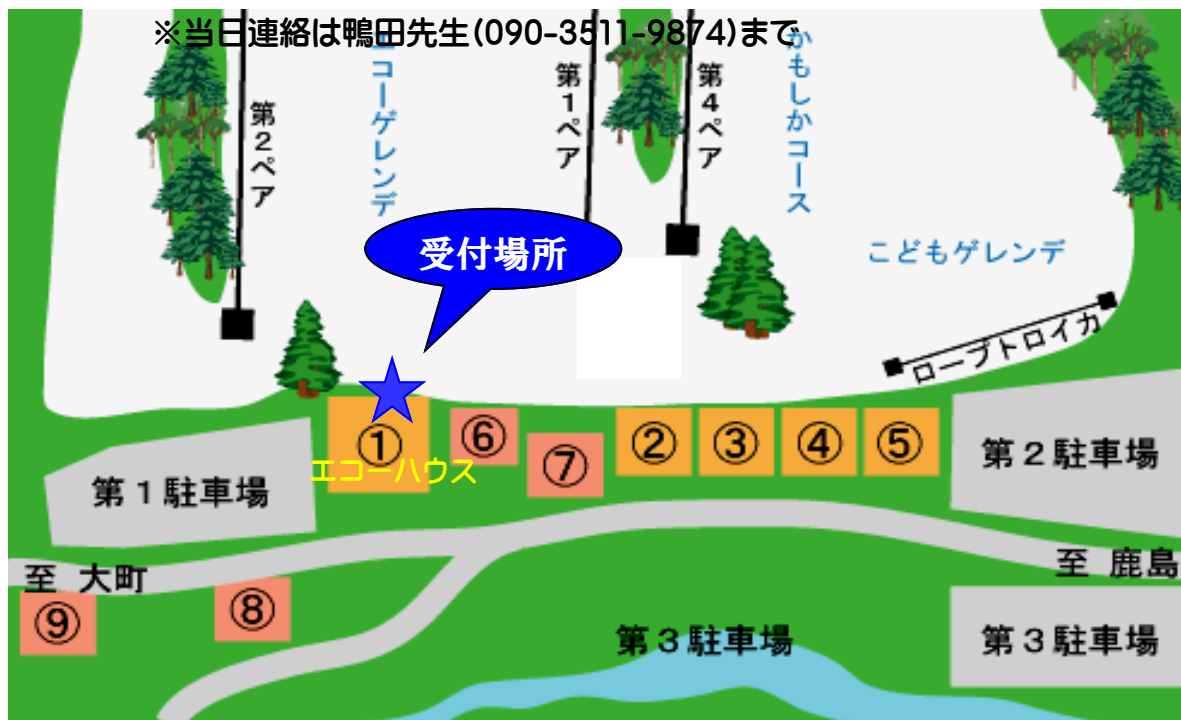 ※当日連絡は鴨田先生(090-3511-9874)まで
第2ペア
エコーゲレンデ
第1ペア
第4ペア
かもしかコース
受付場所
こどもゲレンデ
ロープトロイカ
①
エコーハウス
⑥
⑦
②
③
④
⑤
第1駐車場
第2駐車場
至 大町
至 鹿島
⑨
⑧
第3駐車場
第3駐車場